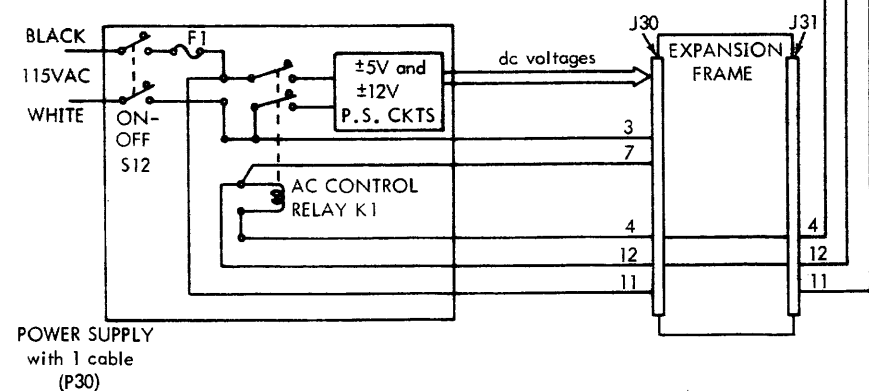 BLACK
F1
115VAC
WHITE
ON-
OFF
S12
±5V and
±12V
P.S. CKTS
dc voltages
J30
J31
EXPANSION
FRAME
3
7
AC CONTROL
RELAY K1
4
4
12
12
11
11
POWER SUPPLY
with 1 cable
(P30)